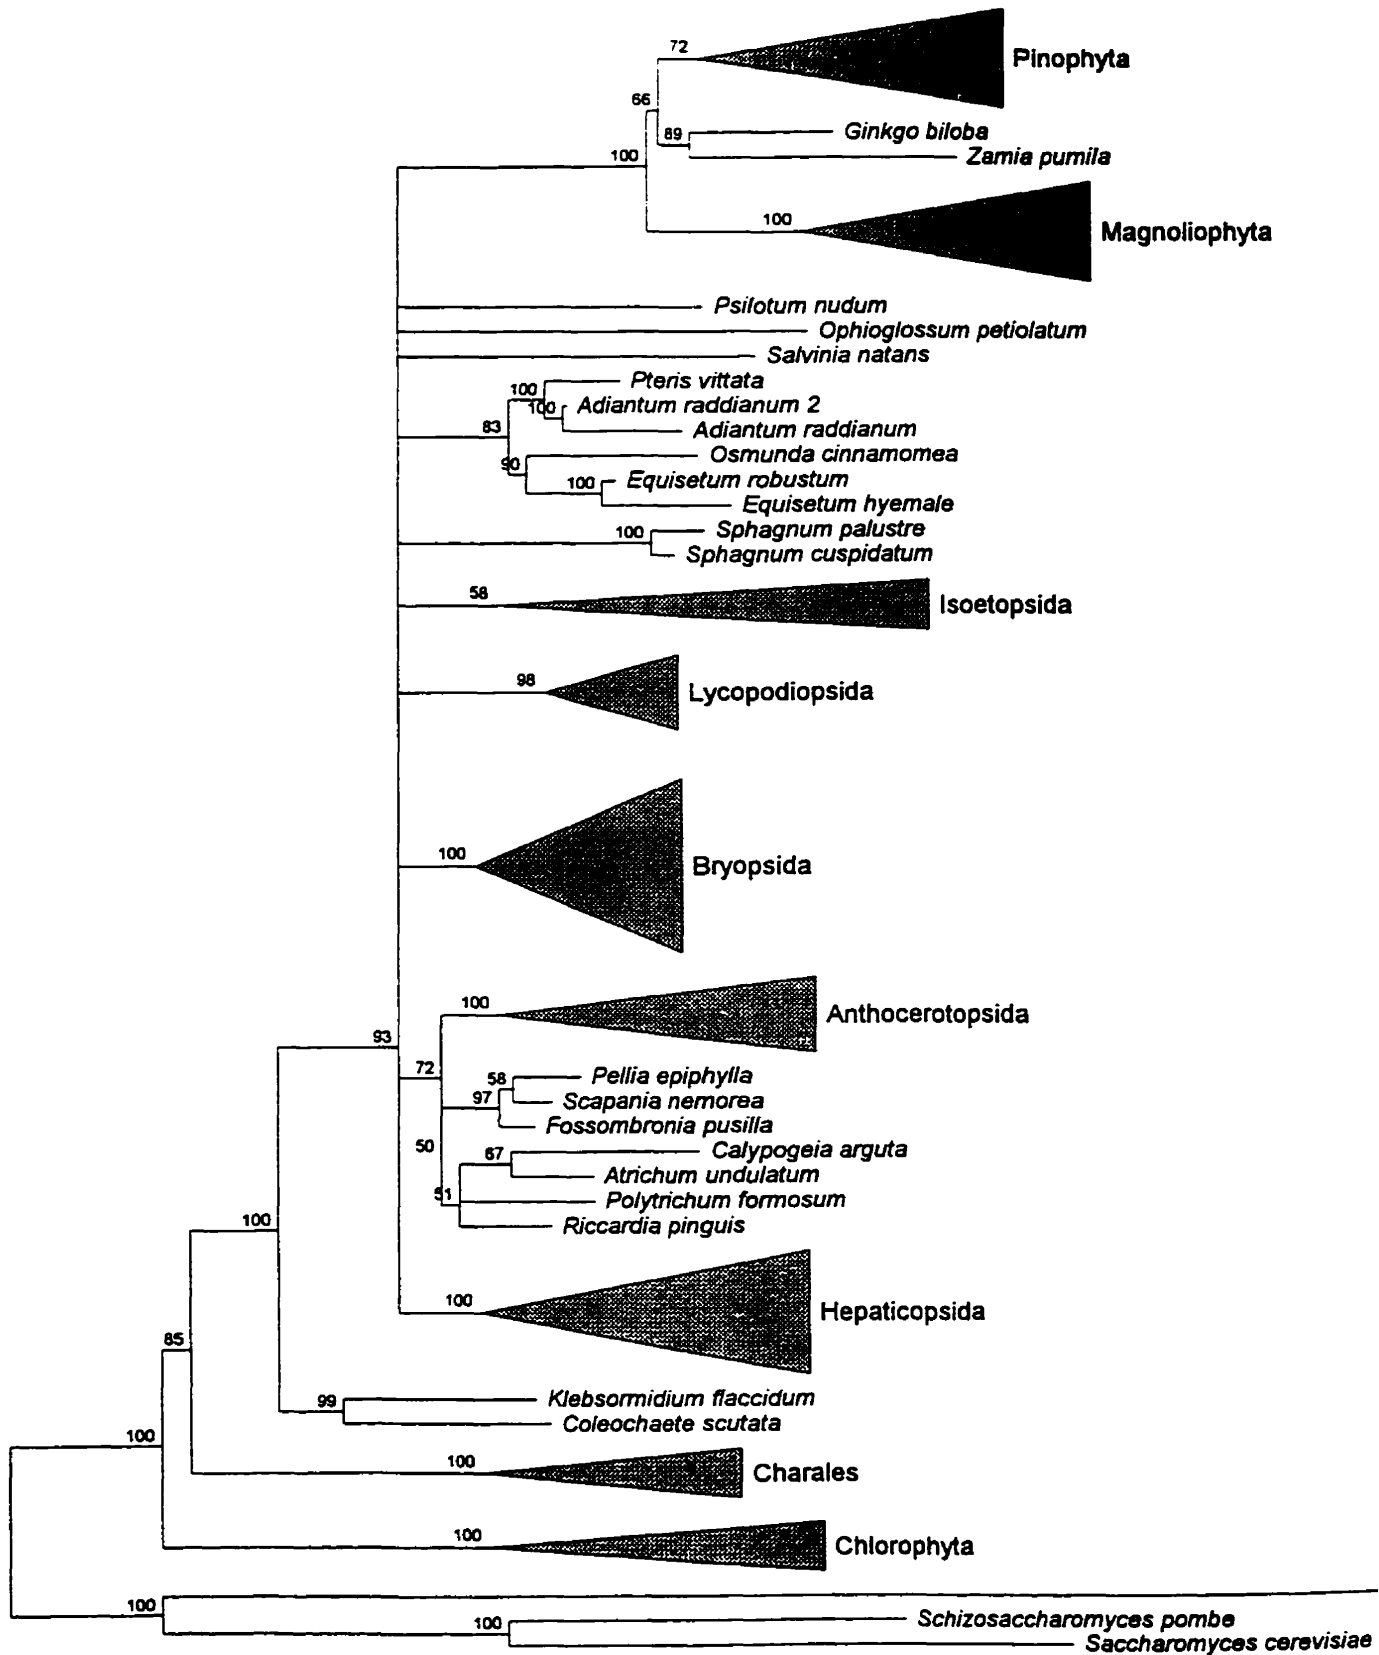 72
Pinophyta
66
89
Ginkgo biloba
Zamia pumila
100
100
Magnoliophyta
Psilotum nudum
Ophioglossum petiolatum
Salvinia natans
Pteris vittata
100
Adiantum raddianum 2
100
Adiantum raddianum
83
Osmunda cinnamomea
90
Equisetum robustum
100
Equisetum hyemale
Sphagnum palustre
100
Sphagnum cuspidatum
58
Isoetopsida
98
Lycopodiopsida
100
Bryopsida
100
Anthocerotopsida
93
72
58
Pellia epiphylla
97
Scapania nemorea
Fossombronia pusilla
50
67
Calypogeia arguta
Atrichum undulatum
51
Polytrichum formosum
Riccardia pinguis
100
100
Hepaticopsida
85
99
Klebsormidium flaccidum
Coleochaete scutata
100
100
Charales
100
Chlorophyta
100
100
Schizosaccharomyces pombe
Saccharomyces cerevisiae